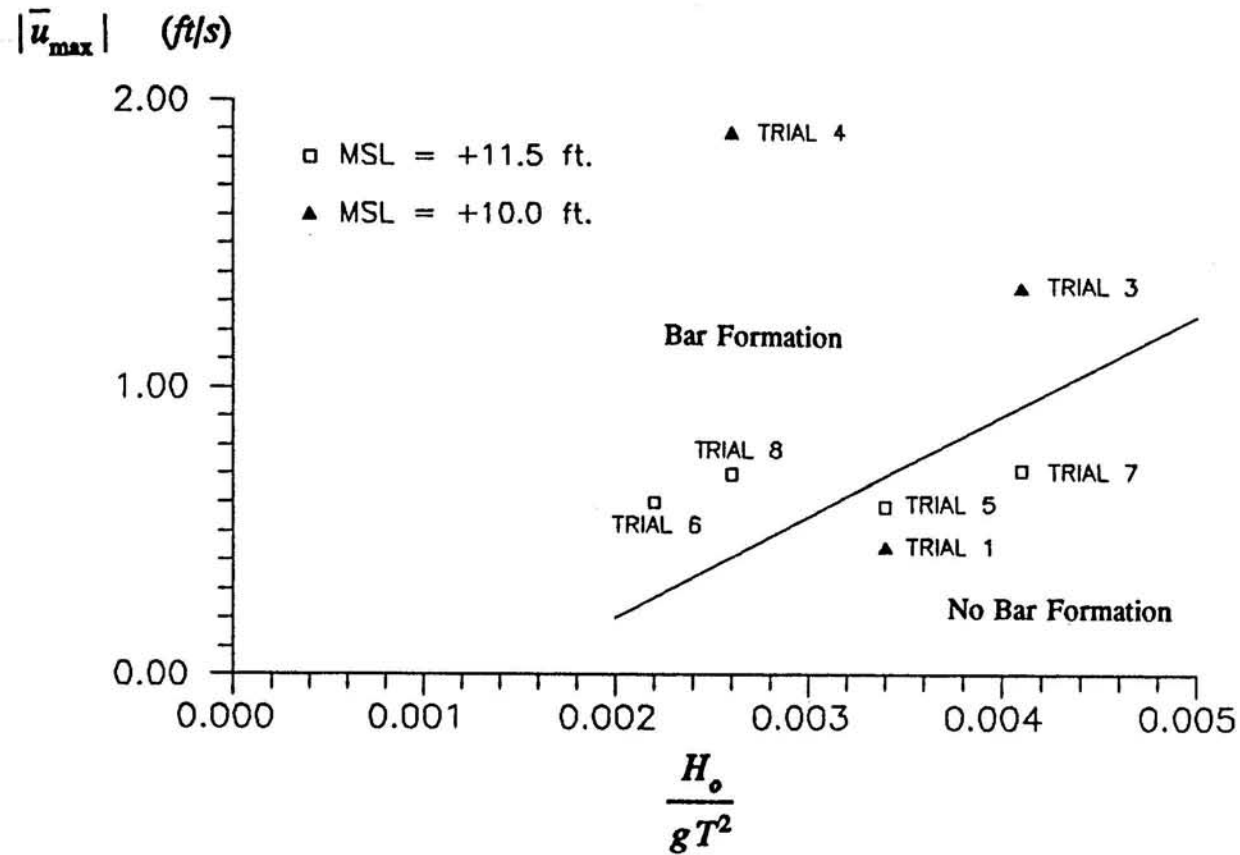 |u̅max| (ft/s)
2.00
□ MSL = +11.5 ft.
▲ MSL = +10.0 ft.
TRIAL 4
TRIAL 3
Bar Formation
1.00
TRIAL 8
TRIAL 7
TRIAL 6
TRIAL 5
TRIAL 1
No Bar Formation
0.00
0.000 0.001 0.002 0.003 0.004 0.005
Ho
gT²